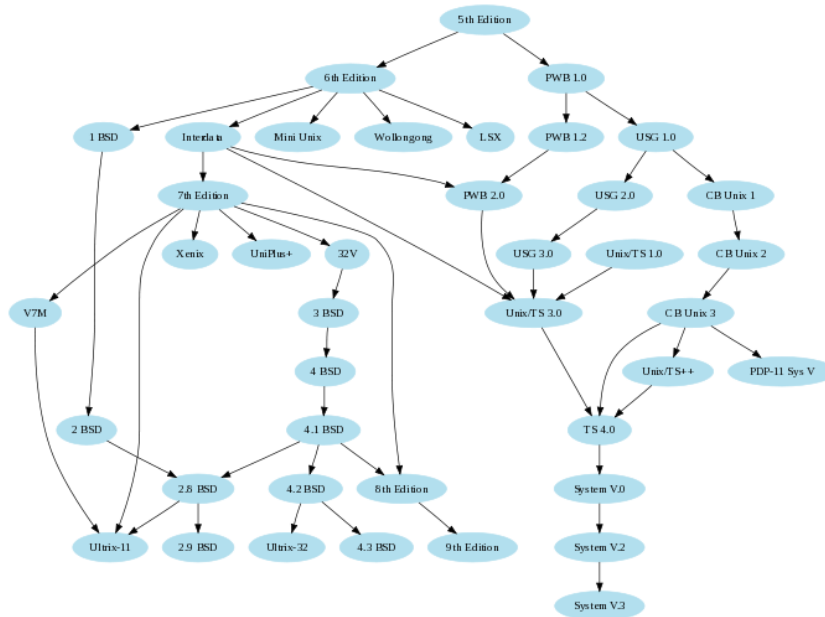 5th Edition
6th Edition
PWB 1.0
1 BSD
Interdata
Mini Unix
Wollongong
LSX
PWB 1.2
USG 1.0
7th Edition
PWB 2.0
USG 2.0
CB Unix 1
Xenix
UniPlus+
32V
USG 3.0
Unix/TS 1.0
CB Unix 2
V7M
3 BSD
Unix/TS 3.0
CB Unix 3
4 BSD
Unix/TS++
PDP-11 Sys V
2 BSD
4.1 BSD
TS 4.0
2.8 BSD
4.2 BSD
8th Edition
System V.0
Ultrix-11
2.9 BSD
Ultrix-32
4.3 BSD
9th Edition
System V.2
System V.3